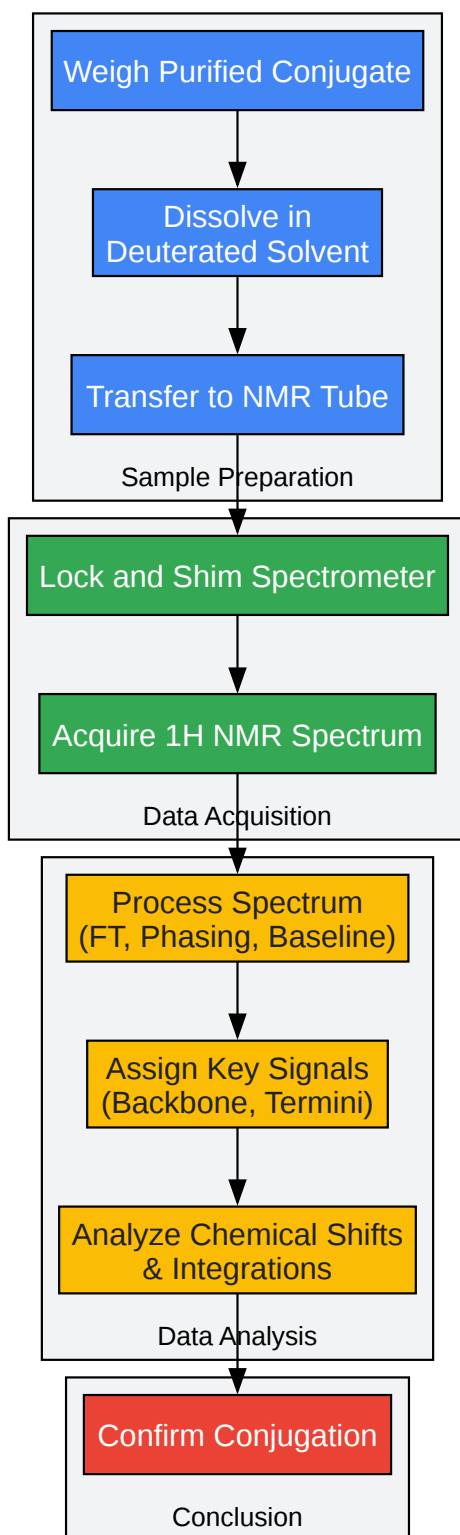 Weigh Purified Conjugate
Dissolve in
Deuterated Solvent
Transfer to NMR Tube
Sample Preparation
Lock and Shim Spectrometer
Acquire 1H NMR Spectrum
Data Acquisition
Process Spectrum
(FT, Phasing, Baseline)
Assign Key Signals
(Backbone, Termini)
Analyze Chemical Shifts
& Integrations
Data Analysis
Confirm Conjugation
Conclusion